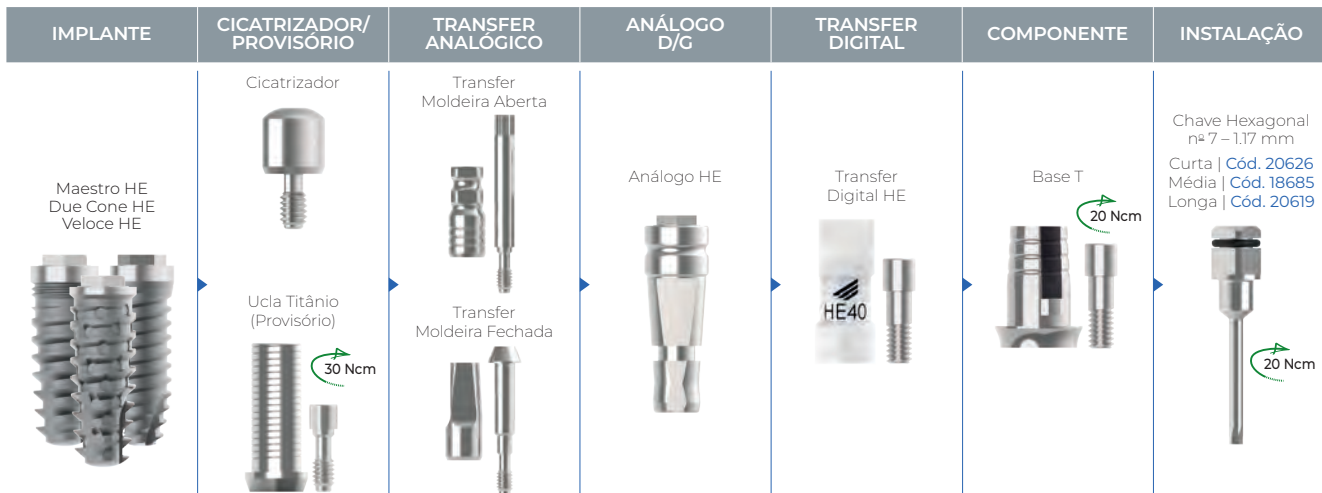 IMPLANTE
CICATRIZADOR/
PROVISÓRIO
TRANSFER
ANALÓGICO
ANÁLOGO
D/G
TRANSFER
DIGITAL
COMPONENTE
INSTALAÇÃO
Maestro HE
Due Cone HE
Veloce HE
Cicatrizador
Ucla Titânio
(Provisório)
30 Ncm
Transfer
Moldeira Aberta
Transfer
Moldeira Fechada
Análogo HE
Transfer
Digital HE
HE40
Base T
20 Ncm
Chave Hexagonal
nº 7 – 1.17 mm
Curta | Cód. 20626
Média | Cód. 18685
Longa | Cód. 20619
20 Ncm